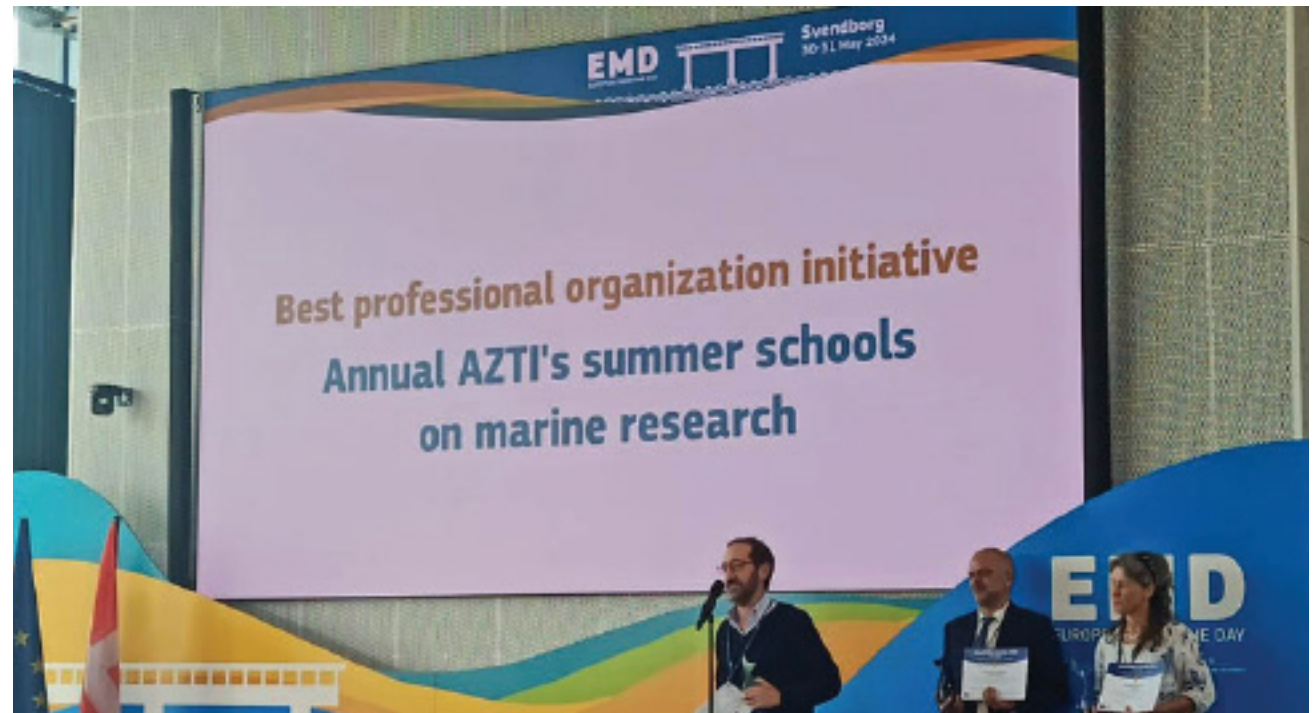 EMD
Svendborg
30-31 May 2024
Best professional organization initiative
Annual AZTI's summer schools
on marine research
EMD